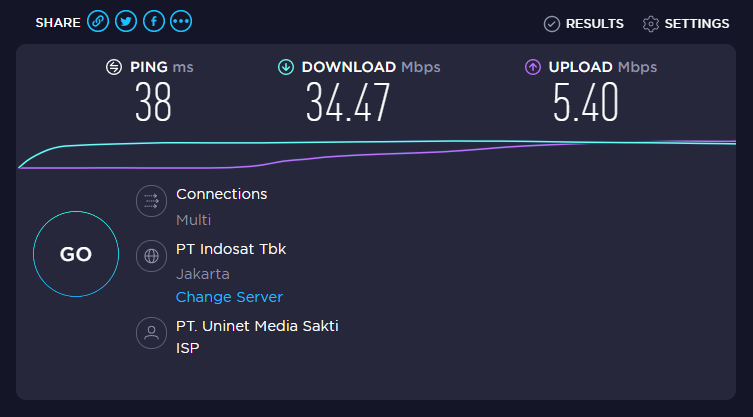 SHARE
RESULTS
SETTINGS
PING ms
38
DOWNLOAD Mbps
34.47
UPLOAD Mbps
5.40
GO
Connections
Multi
PT Indosat Tbk
Jakarta
Change Server
PT. Uninet Media Sakti
ISP